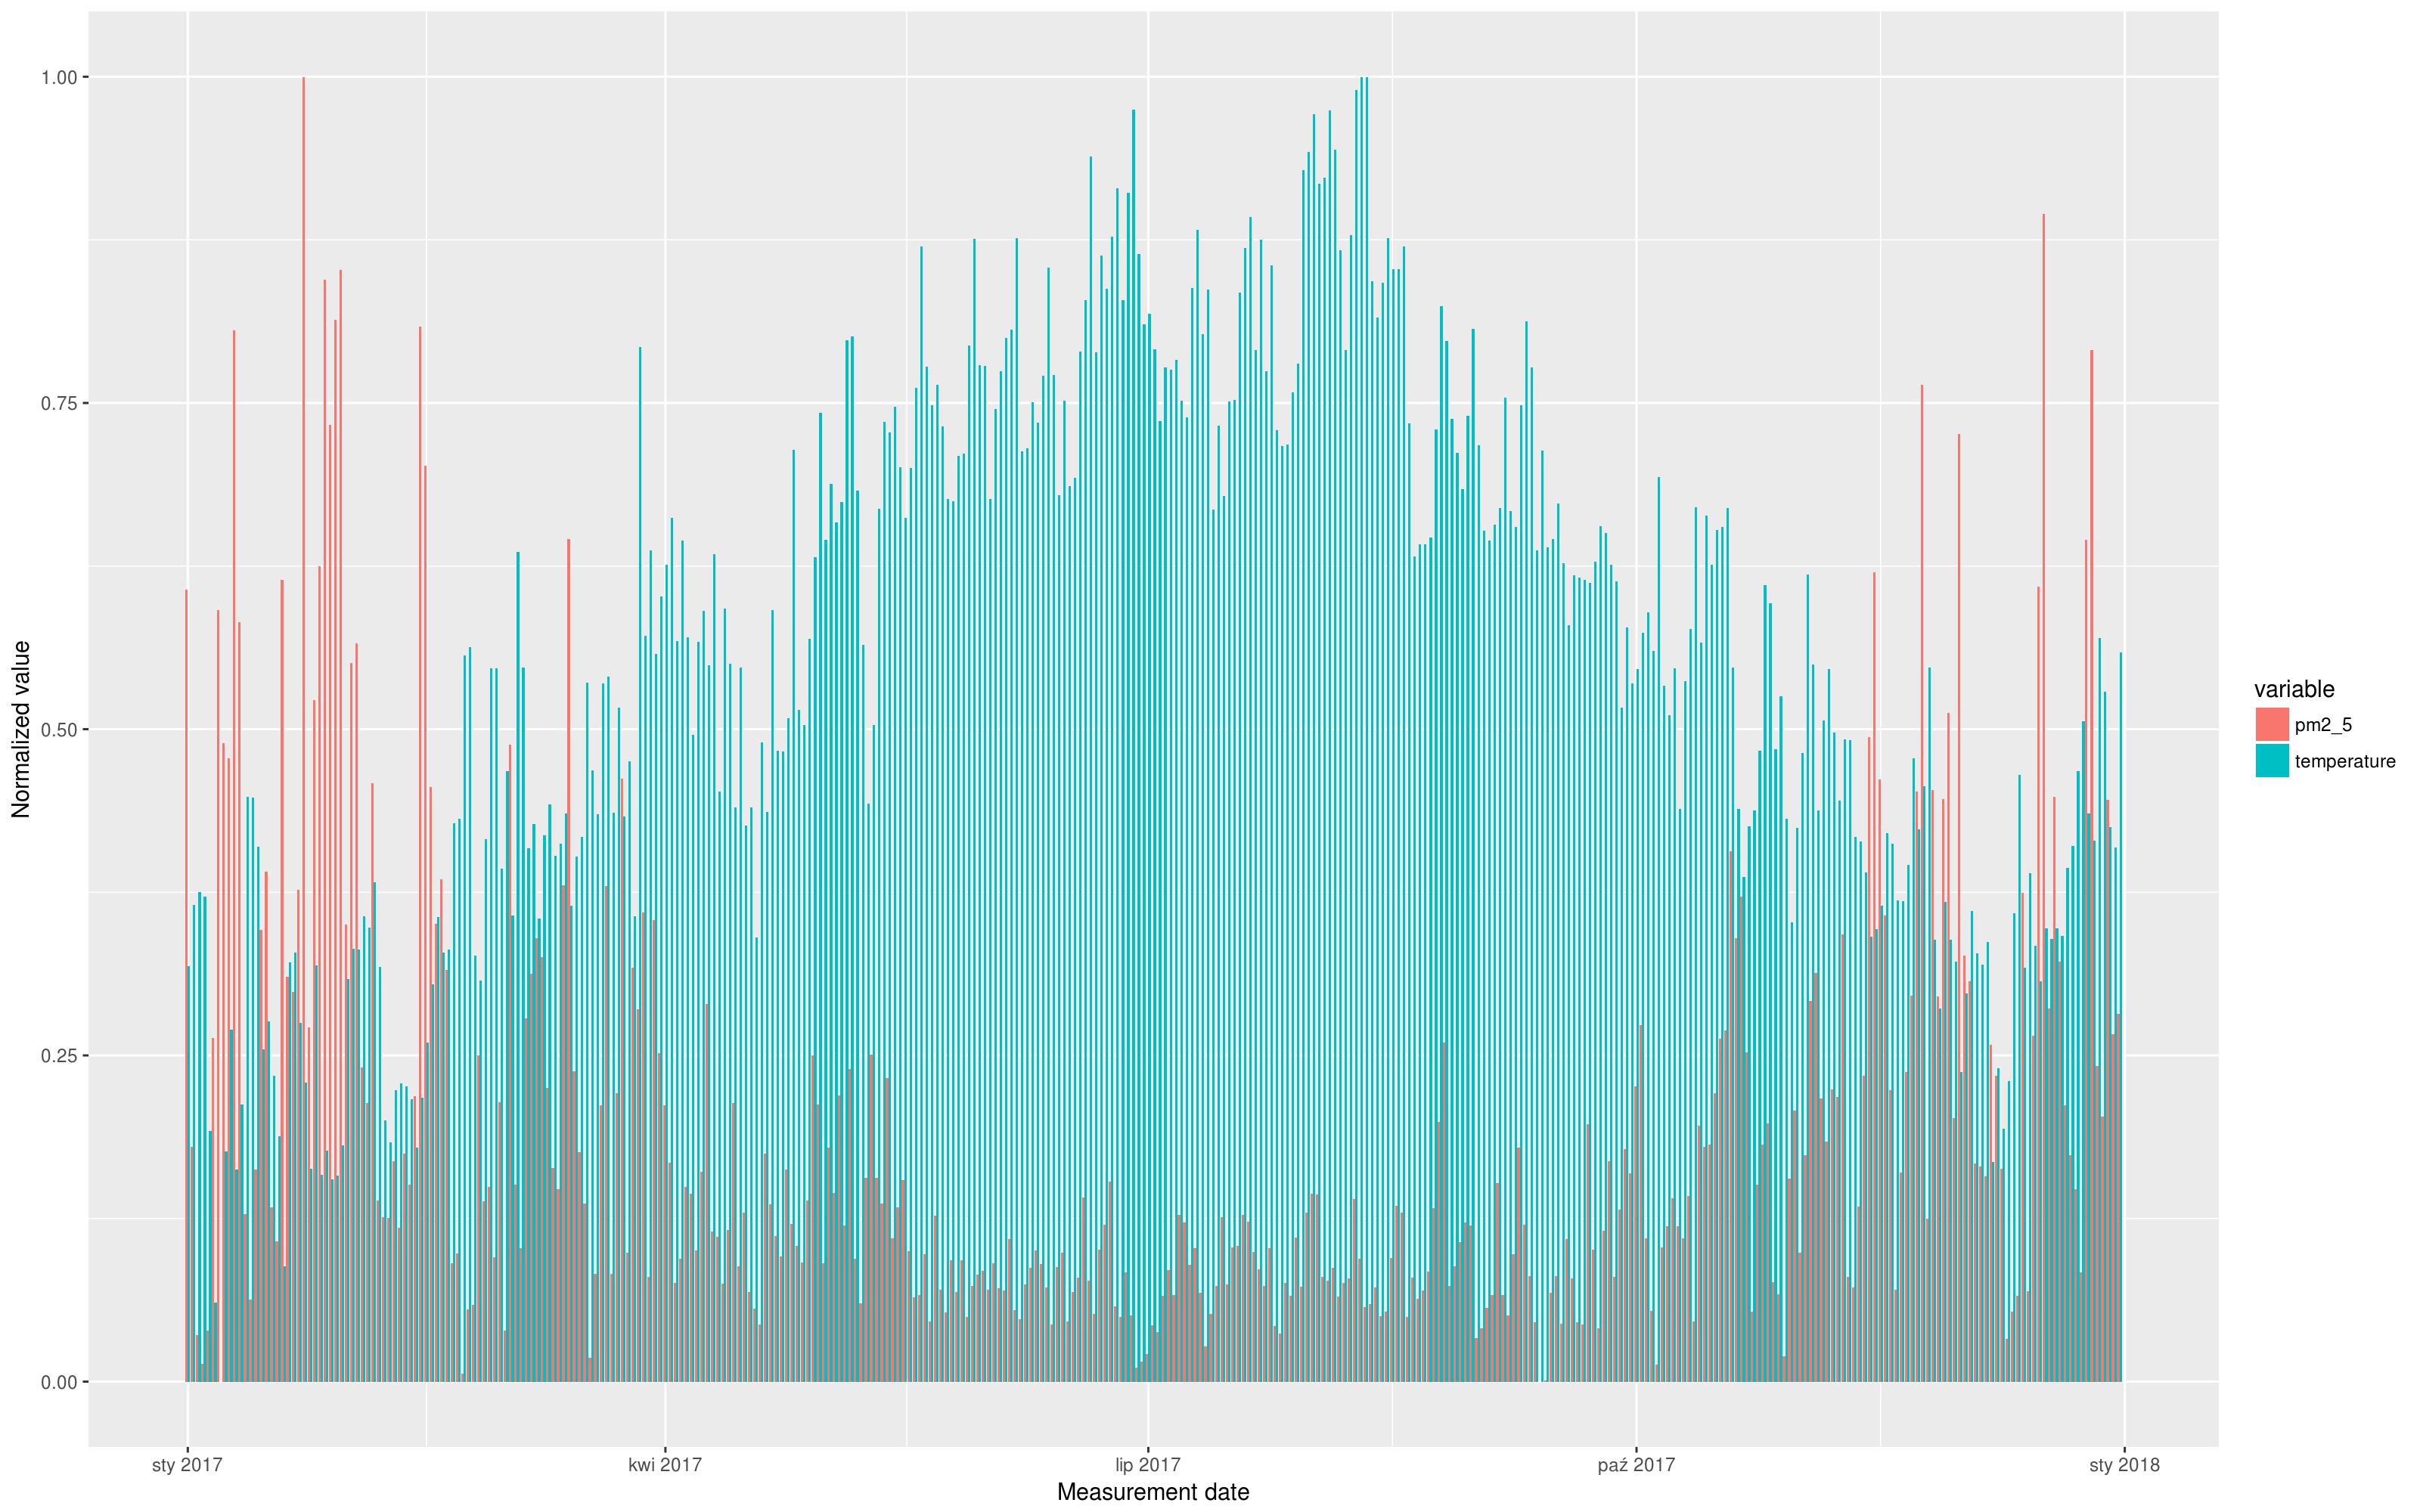 1.00
0.75
0.50
0.25
0.00
Normalized value
sty 2017
kwi 2017
lip 2017
paź 2017
sty 2018
Measurement date
variable
pm2_5
temperature